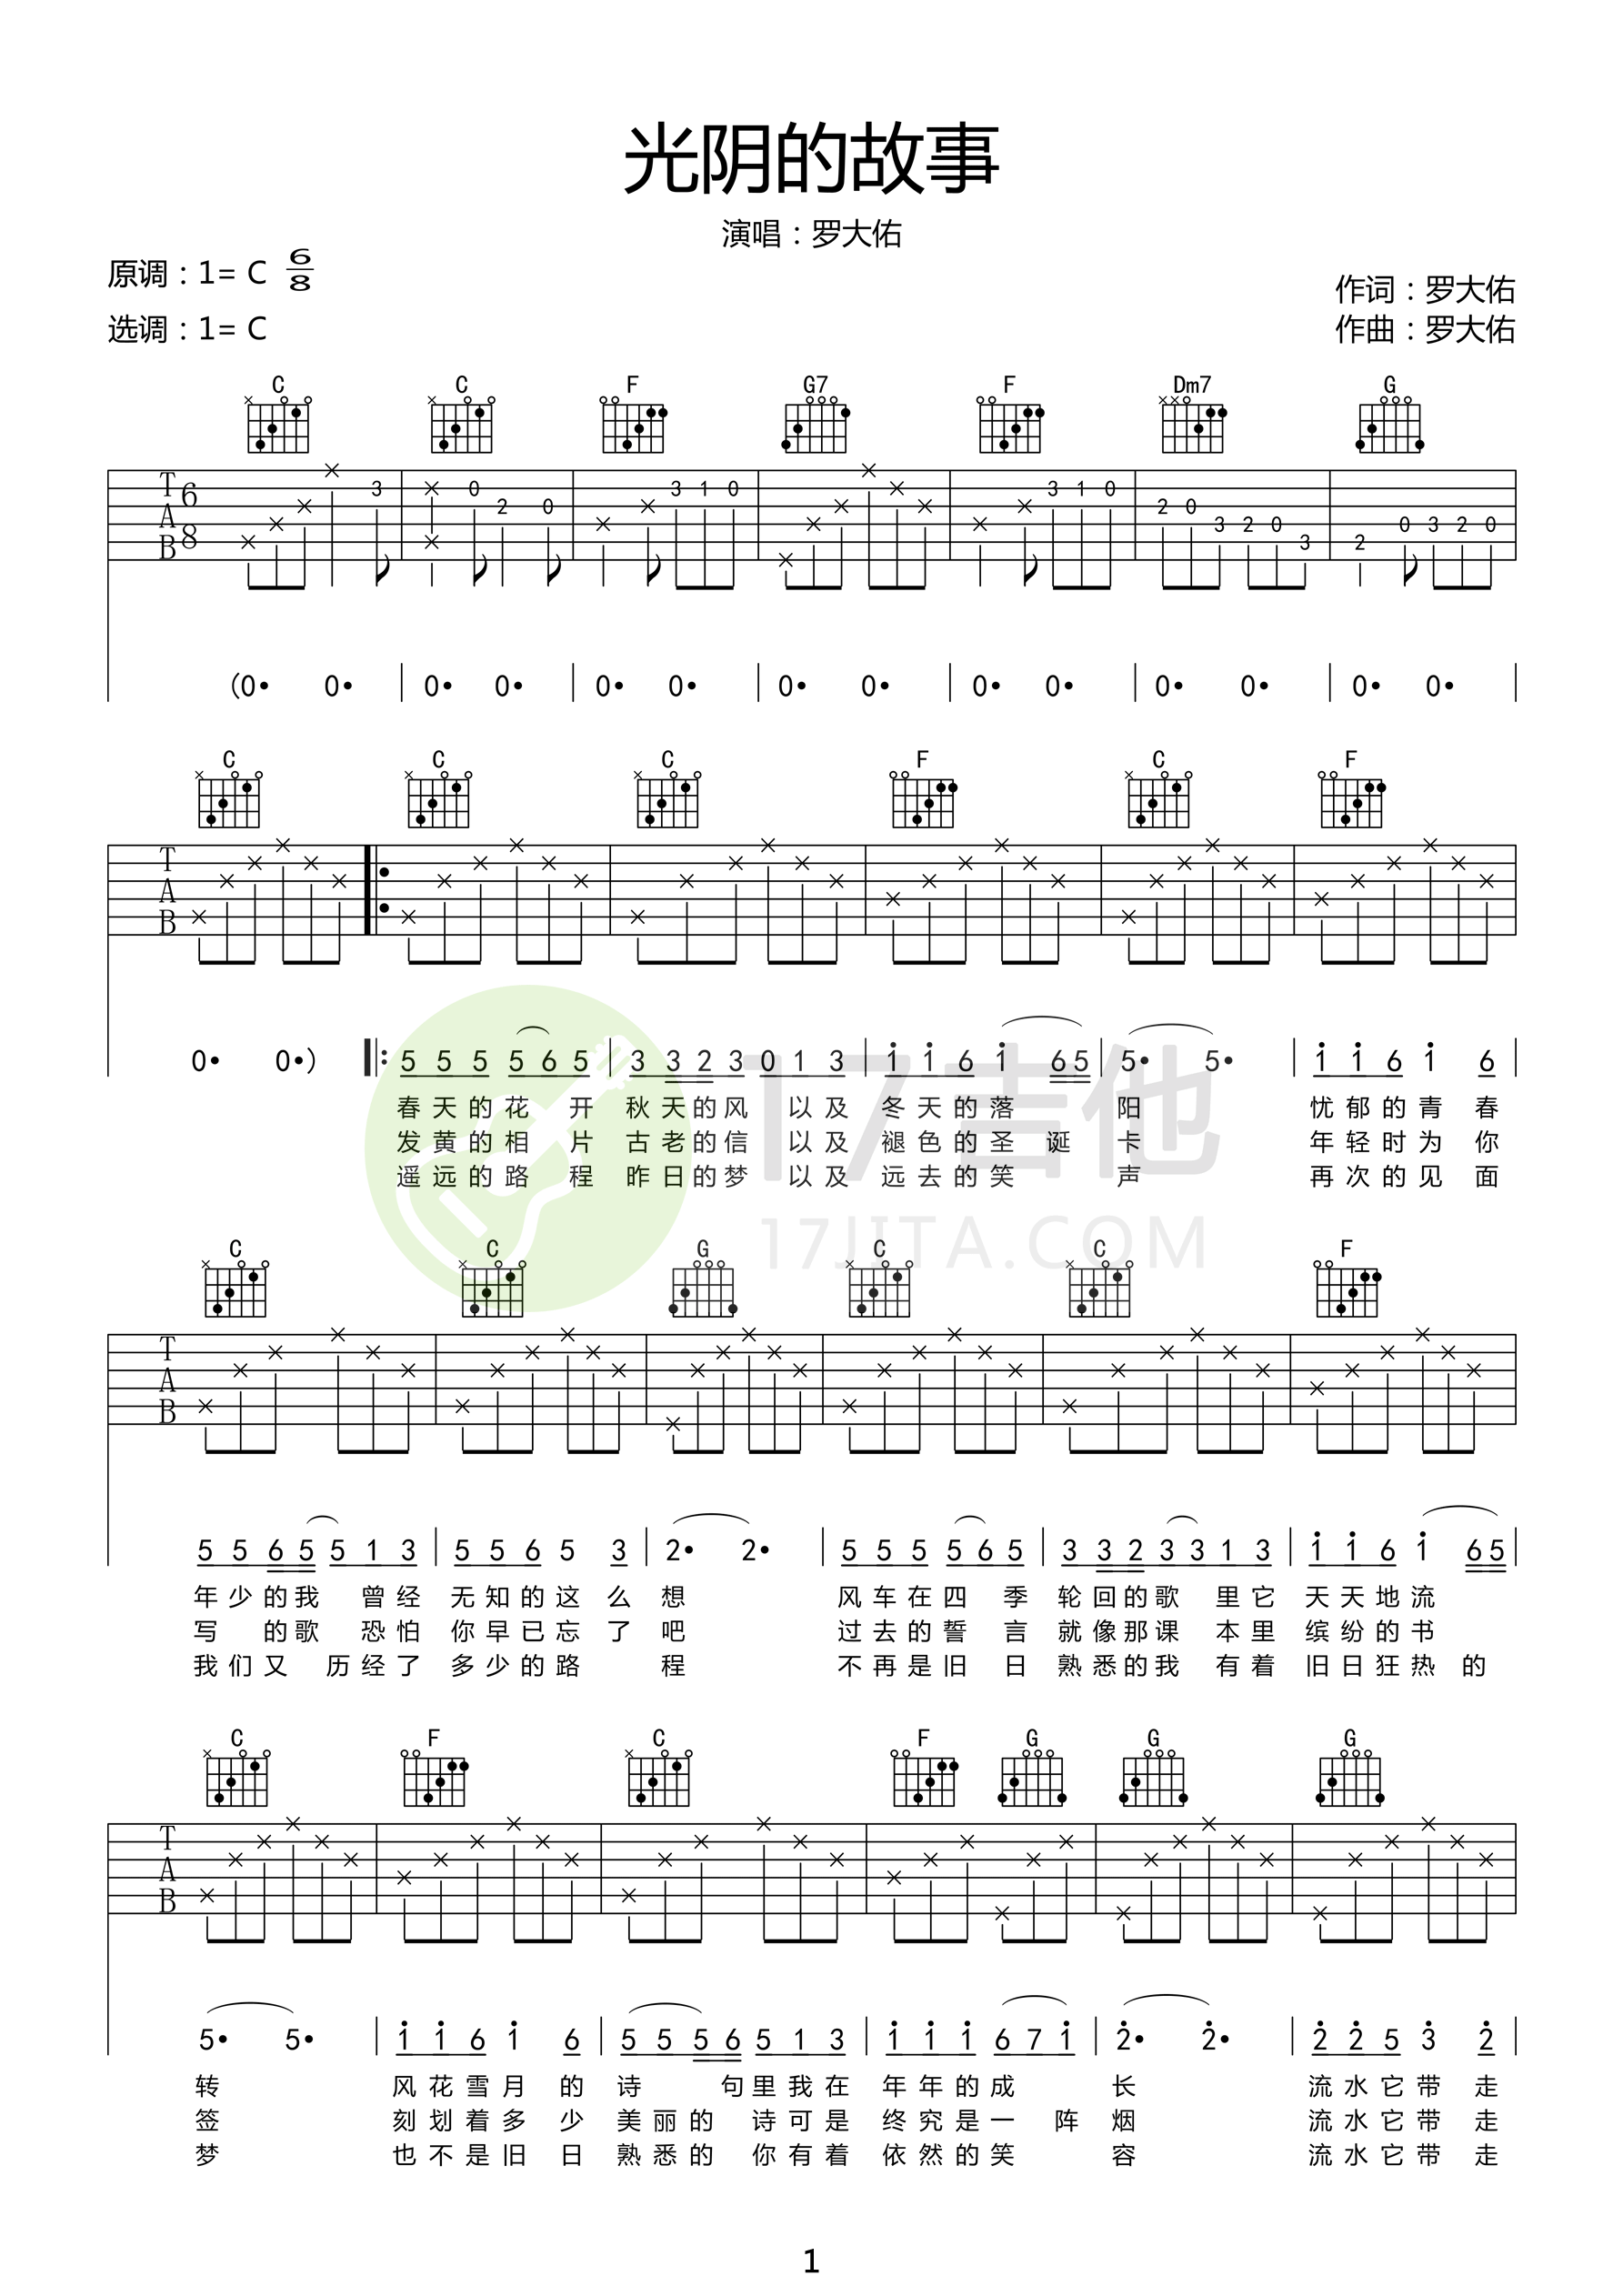 光阴的故事
演唱：罗大佑
原调：1= C 6/8
作词：罗大佑
选调：1= C
作曲：罗大佑
C C F G7 F Dm7 G
T A B 6 8 3 0 2 0 3 1 0 3 1 0 2 0 3 2 0 3 2 0 3 2 0
(0• 0• | 0• 0• | 0• 0• | 0• 0• | 0• 0• | 0• 0• | 0• 0• |
C C C F C F
T A B
0• 0•) ‖: 5 5 5 5 6 5 | 3 3 2 3 0 1 3 | 1 1 6 1 6 5 | 5• 5• | 1 1 6 1 6 |
春天的花开 秋天的风 以及 冬天的落 阳 忧郁的青春
发黄的相片 古老的信 以及 褪色的圣诞 卡 年轻时为你
遥远的路程 昨日的梦 以及 远去的笑 声 再次的见面
17吉他
17JITA.COM
C C G C C F
T A B
5 5 6 5 5 1 3 | 5 5 6 5 3 | 2• 2• | 5 5 5 5 6 5 | 3 3 2 3 3 1 3 | 1 1 6 1 6 5 |
年少的我 曾经 无知的这么 想 风车在四季 轮回的歌 里它 天天地流
写 的歌 恐怕 你早已忘了 吧 过去的誓言 就像那课 本里 缤纷的书
我们又 历经了 多少的路 程 不再是旧日 熟悉的我 有着 旧日狂热的
C F C F G G G
T A B
5• 5• | 1 1 6 1 6 | 5 5 5 6 5 1 3 | 1 1 1 6 7 1 | 2• 2• | 2 2 5 3 2 |
转 风花雪月的 诗 句里我在 年年的成 长 流水它带走
签 刻划着多少 美丽的 诗可是 终究是一阵 烟 流水它带走
梦 也不是旧日 熟悉的 你有着 依然的笑 容 流水它带走
1